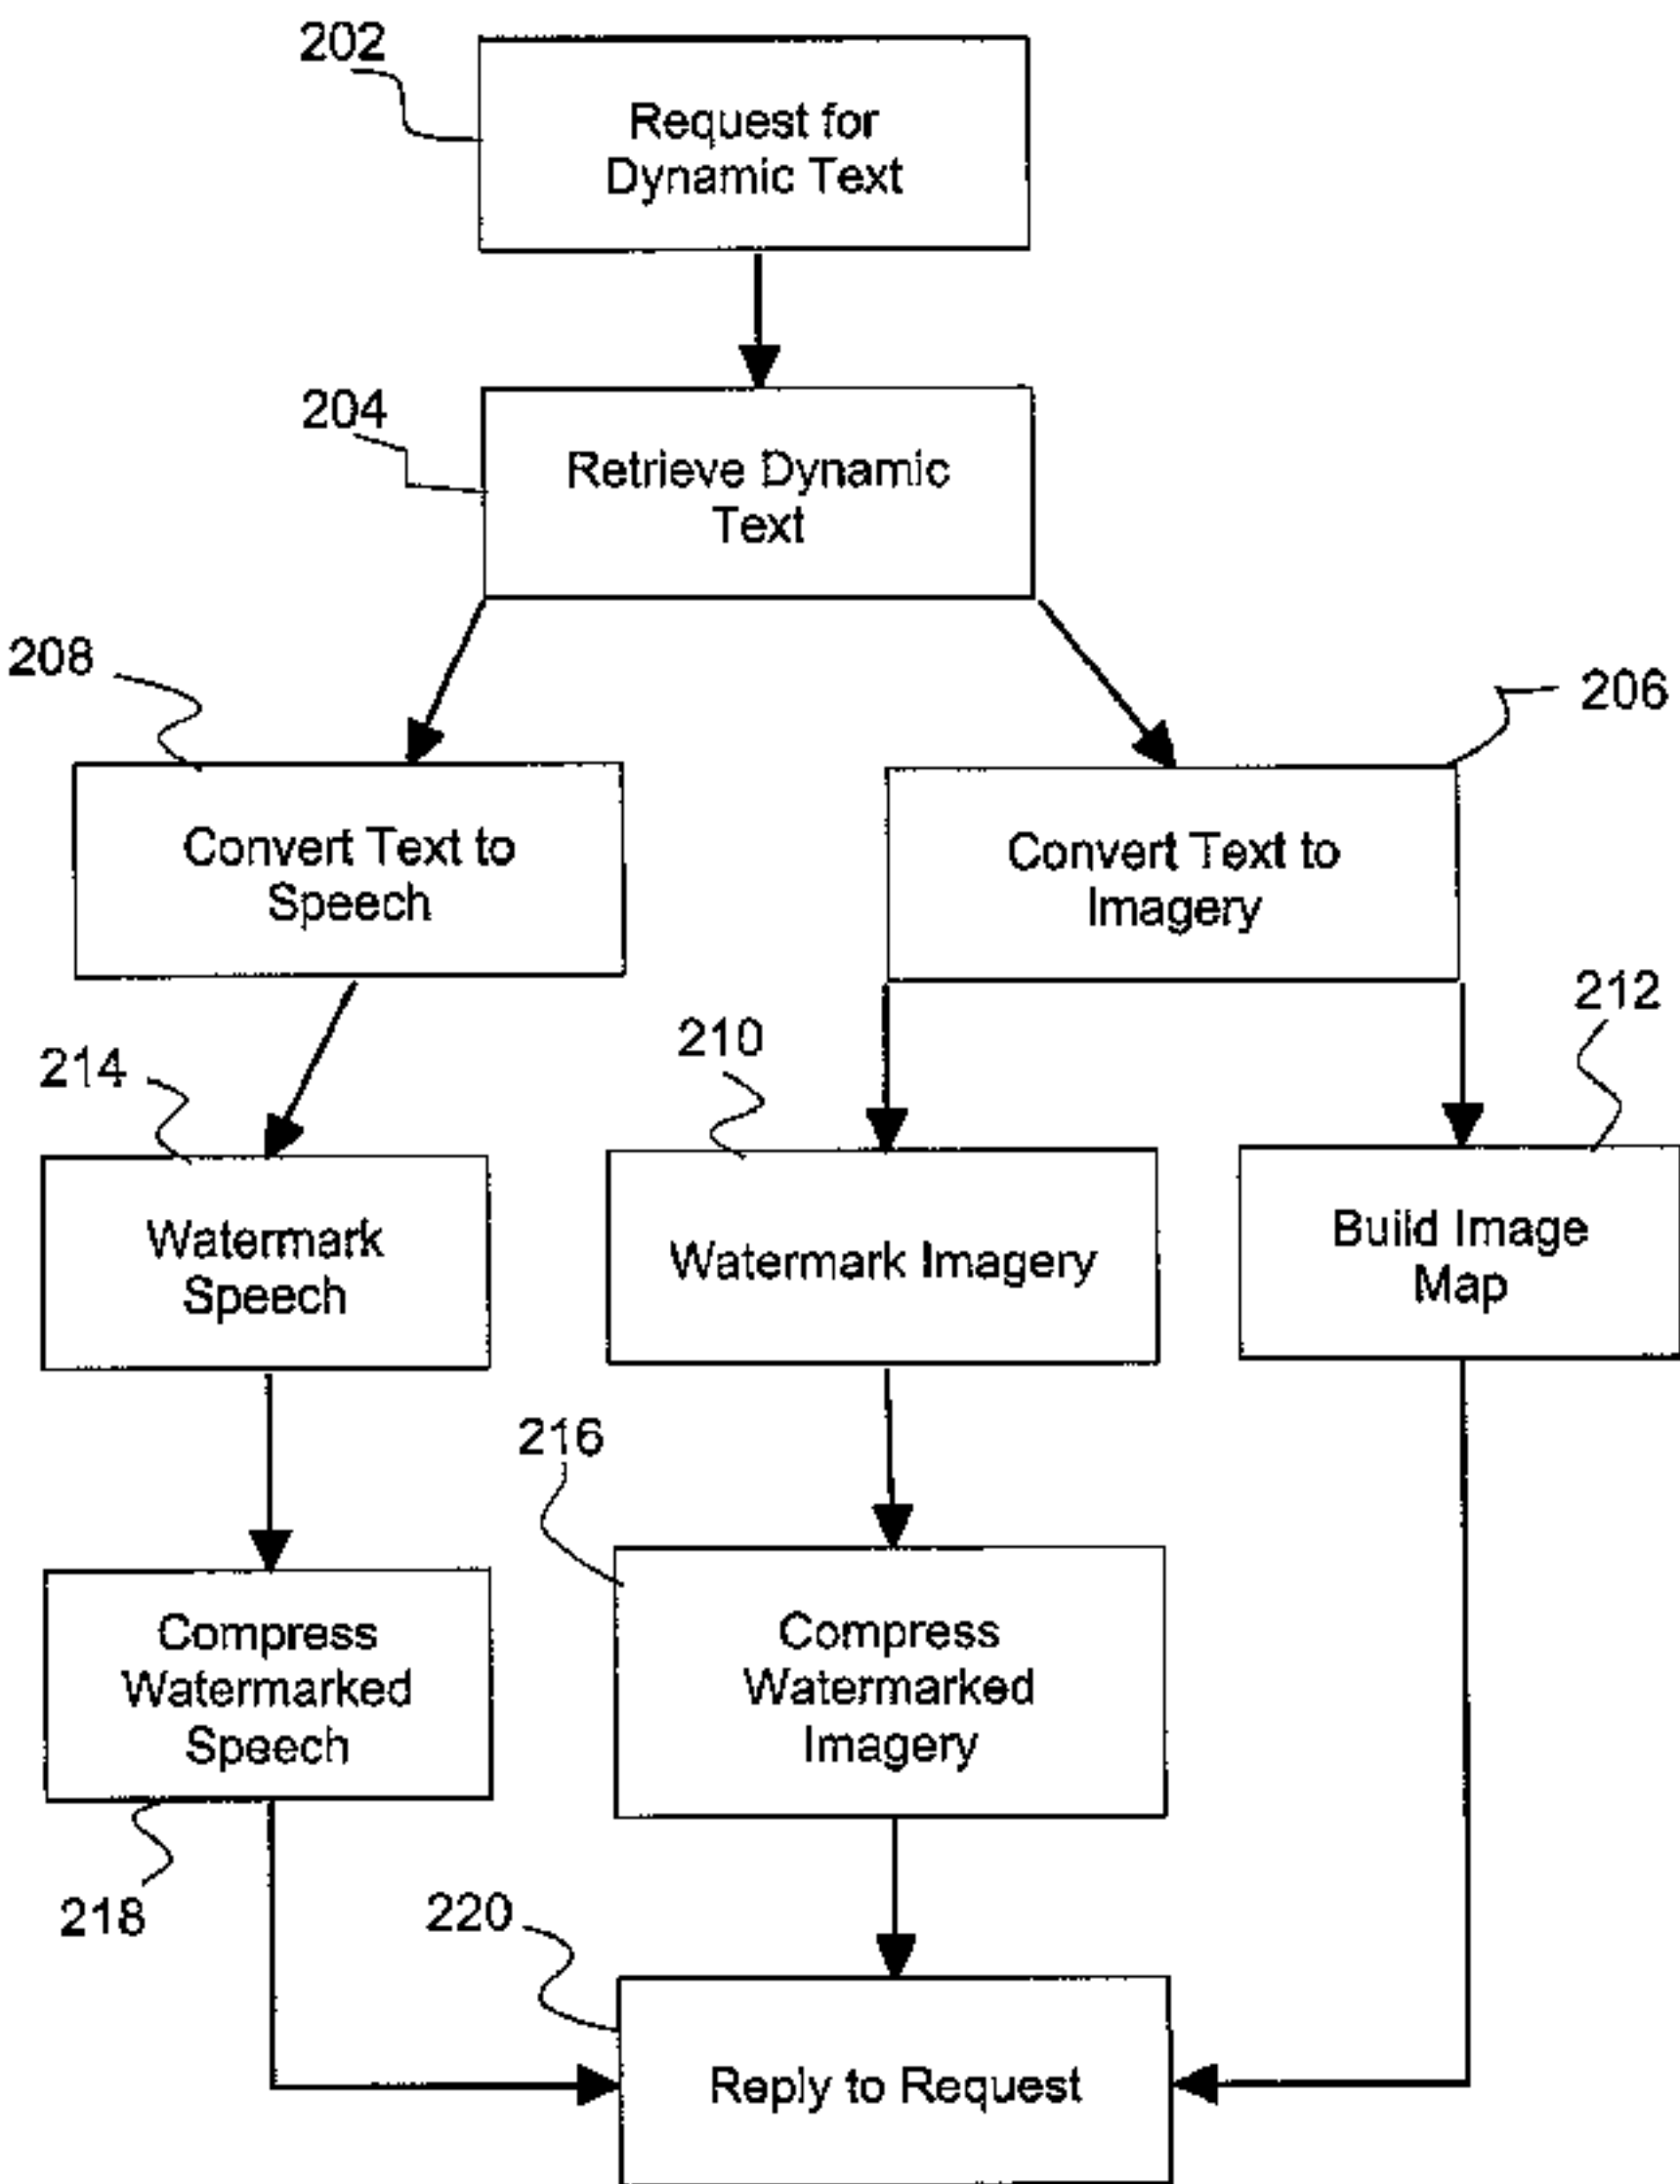 202
Request for
Dynamic Text
204
Retrieve Dynamic
Text
208
206
Convert Text to
Speech
Convert Text to
Imagery
212
210
214
Watermark
Speech
Watermark Imagery
Build Image
Map
216
Compress
Watermarked
Speech
Compress
Watermarked
Imagery
218
220
Reply to Request